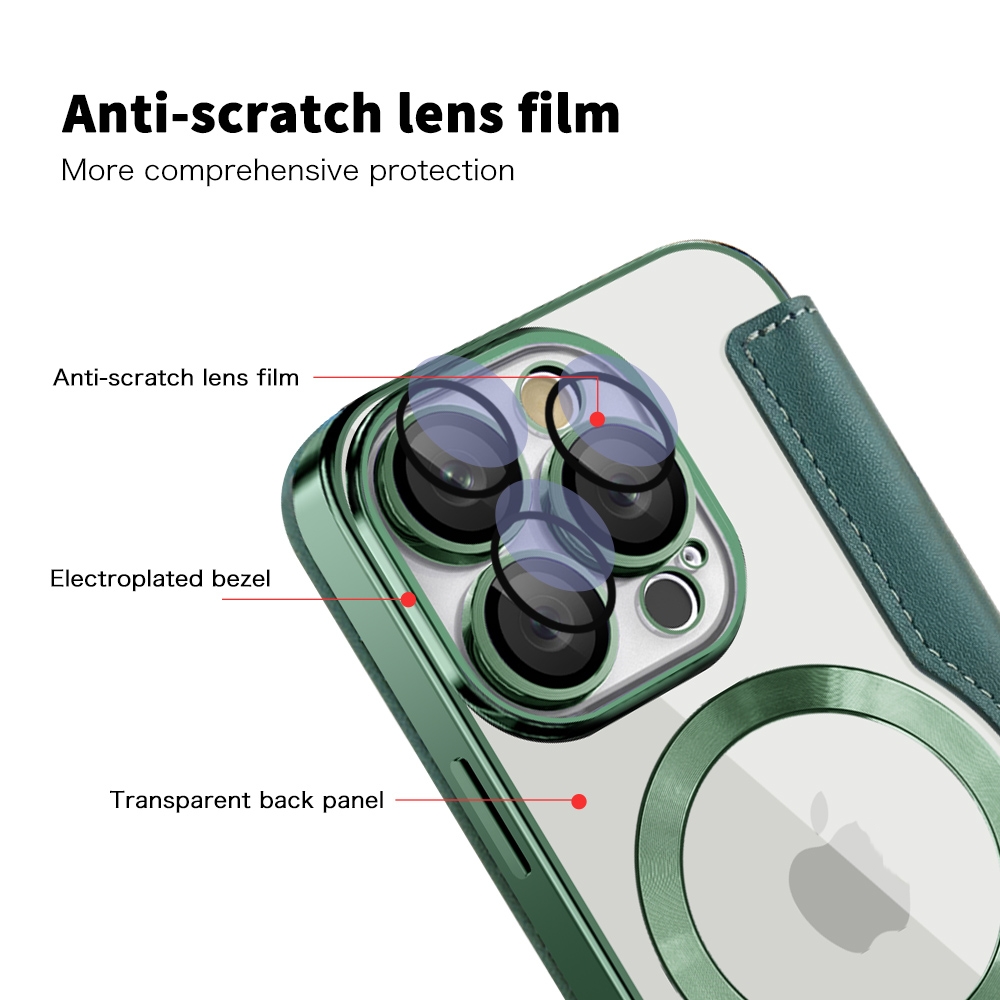 Anti-scratch lens film
More comprehensive protection
Anti-scratch lens film
Electroplated bezel
Transparent back panel